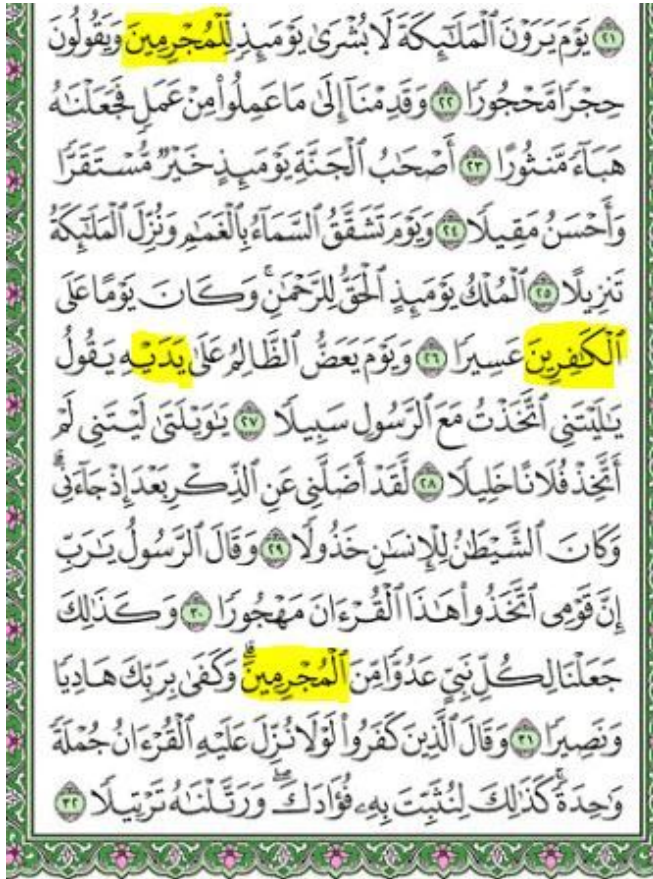 ٢١ يَوْمَ يَرَوْنَ ٱلْمَلَٰٓئِكَةَ لَا بُشْرَىٰ يَوْمَئِذٍ لِّلْمُجْرِمِينَ وَيَقُولُونَ
حِجْرًا مَّحْجُورًا ٢٢ وَقَدِمْنَآ إِلَىٰ مَا عَمِلُوا۟ مِنْ عَمَلٍ فَجَعَلْنَٰهُ
هَبَآءً مَّنثُورًا ٢٣ أَصْحَٰبُ ٱلْجَنَّةِ يَوْمَئِذٍ خَيْرٌ مُّسْتَقَرًّا
وَأَحْسَنُ مَقِيلًا ٢٤ وَيَوْمَ تَشَقَّقُ ٱلسَّمَآءُ بِٱلْغَمَٰمِ وَنُزِّلَ ٱلْمَلَٰٓئِكَةُ
تَنزِيلًا ٢٥ ٱلْمُلْكُ يَوْمَئِذٍ ٱلْحَقُّ لِلرَّحْمَٰنِ ۚ وَكَانَ يَوْمًا عَلَى
ٱلْكَٰفِرِينَ عَسِيرًا ٢٦ وَيَوْمَ يَعَضُّ ٱلظَّالِمُ عَلَىٰ يَدَيْهِ يَقُولُ
يَٰلَيْتَنِى ٱتَّخَذْتُ مَعَ ٱلرَّسُولِ سَبِيلًا ٢٧ يَٰوَيْلَتَىٰ لَيْتَنِى لَمْ
أَتَّخِذْ فُلَانًا خَلِيلًا ٢٨ لَّقَدْ أَضَلَّنِى عَنِ ٱلذِّكْرِ بَعْدَ إِذْ جَآءَنِى ۗ
وَكَانَ ٱلشَّيْطَٰنُ لِلْإِنسَٰنِ خَذُولًا ٢٩ وَقَالَ ٱلرَّسُولُ يَٰرَبِّ
إِنَّ قَوْمِى ٱتَّخَذُوا۟ هَٰذَا ٱلْقُرْءَانَ مَهْجُورًا ٣٠ وَكَذَٰلِكَ
جَعَلْنَا لِكُلِّ نَبِىٍّ عَدُوًّا مِّنَ ٱلْمُجْرِمِينَ ۗ وَكَفَىٰ بِرَبِّكَ هَادِيًا
وَنَصِيرًا ٣١ وَقَالَ ٱلَّذِينَ كَفَرُوا۟ لَوْلَا نُزِّلَ عَلَيْهِ ٱلْقُرْءَانُ جُمْلَةً
وَٰحِدَةً ۚ كَذَٰلِكَ لِنُثَبِّتَ بِهِۦ فُؤَادَكَ ۖ وَرَتَّلْنَٰهُ تَرْتِيلًا ٣٢